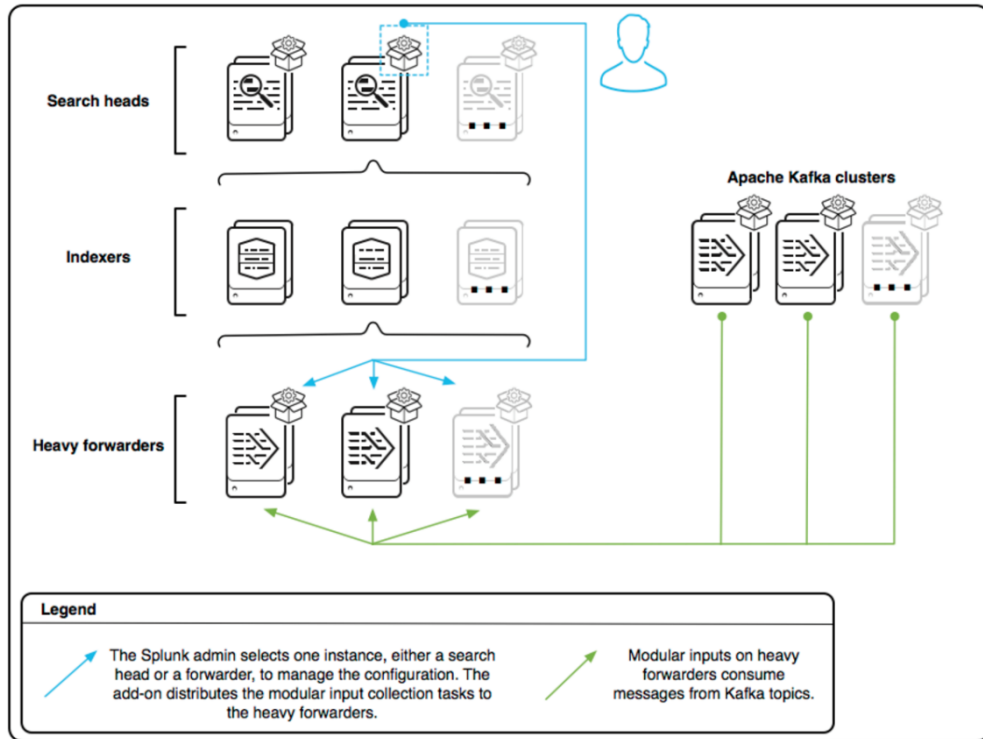 Search heads
Apache Kafka clusters
Indexers
Heavy forwarders
Legend
The Splunk admin selects one instance, either a search
head or a forwarder, to manage the configuration. The
add-on distributes the modular input collection tasks to
the heavy forwarders.
Modular inputs on heavy
forwarders consume
messages from Kafka topics.